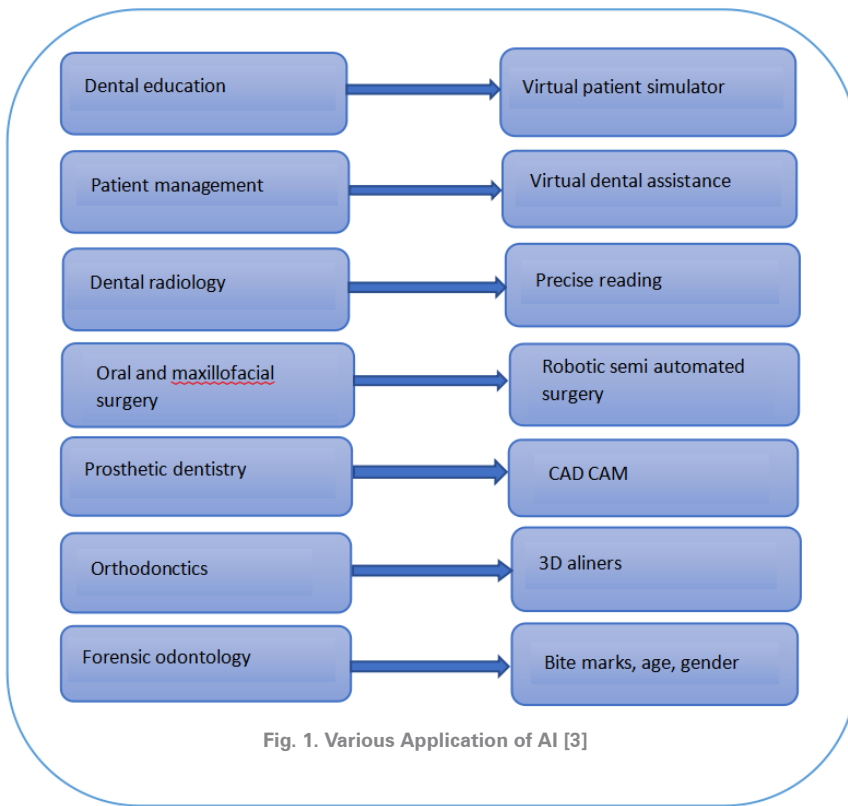 Dental education
Virtual patient simulator
Patient management
Virtual dental assistance
Dental radiology
Precise reading
Oral and maxillofacial
surgery
Robotic semi automated
surgery
Prosthetic dentistry
CAD CAM
Orthodonctics
3D aliners
Forensic odontology
Bite marks, age, gender
Fig. 1. Various Application of AI [3]